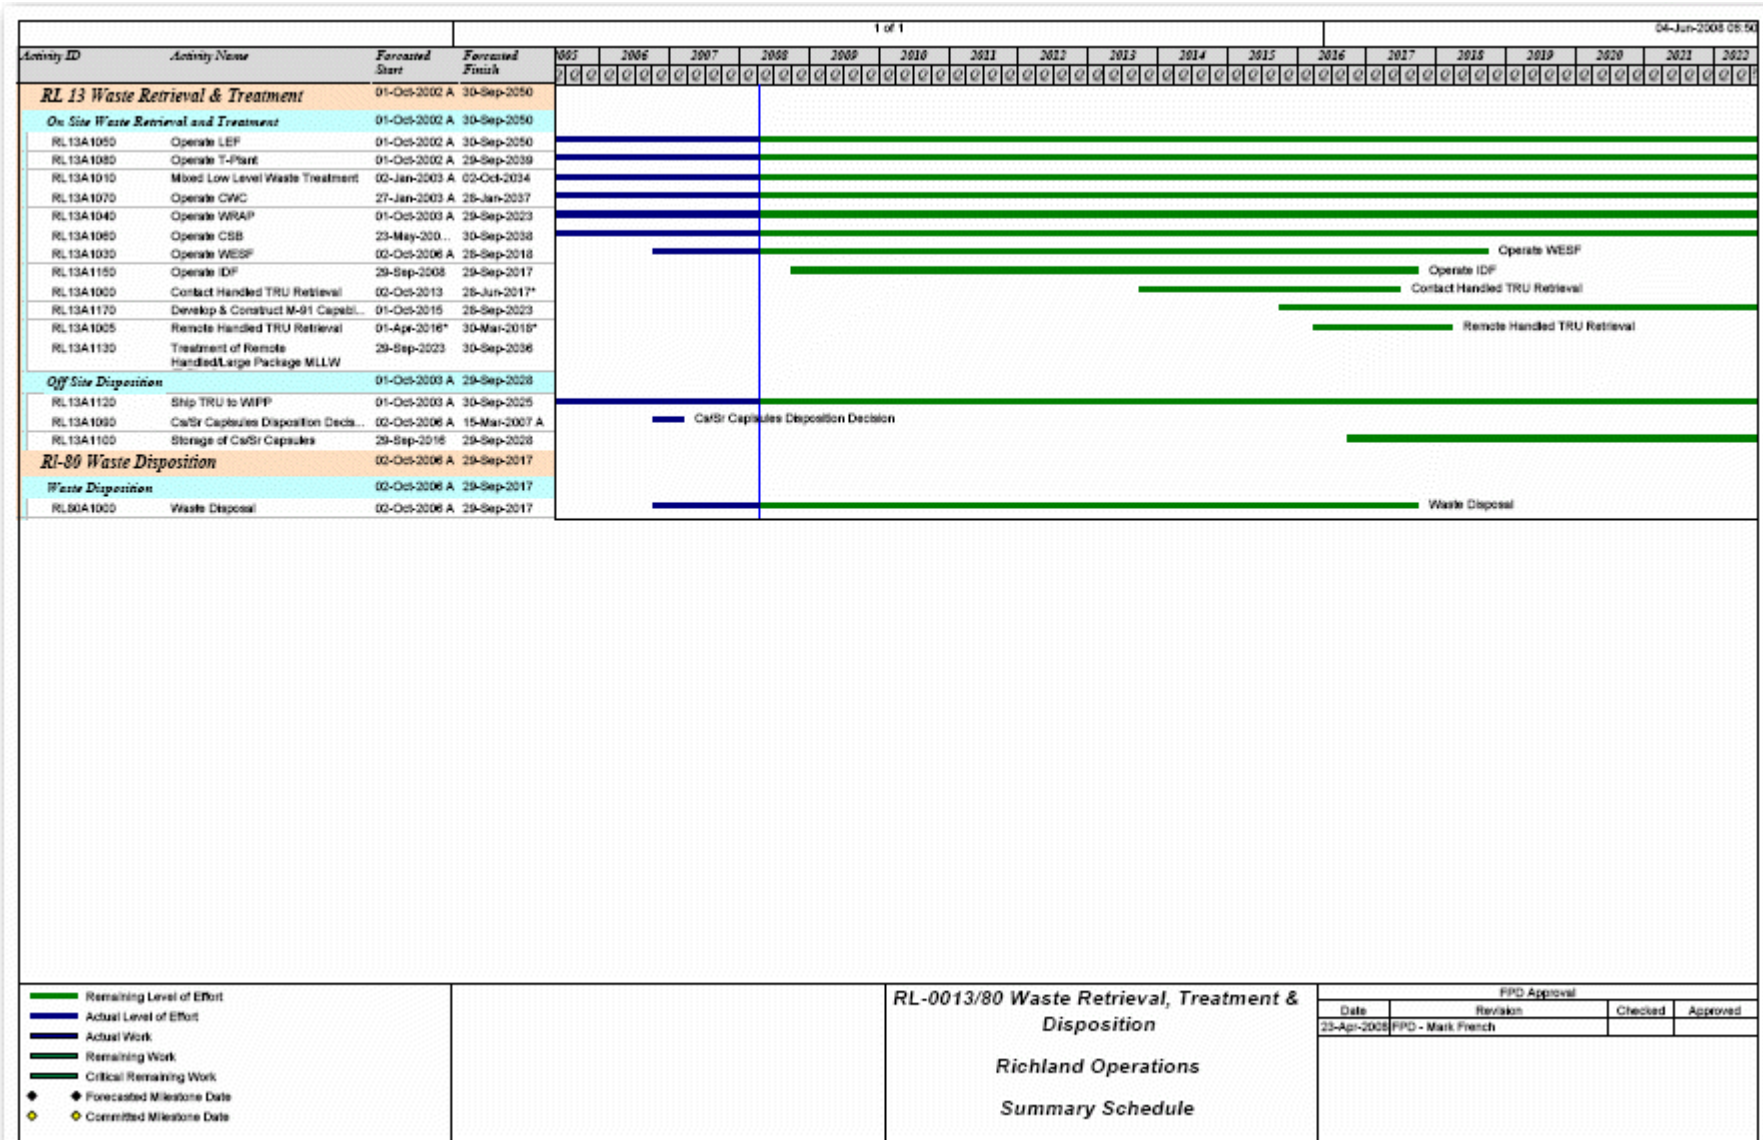 1 of 1 04-Jun-2008 08:50
Activity ID Activity Name Forecasted Start Forecasted Finish 2005 2006 2007 2008 2009 2010 2011 2012 2013 2014 2015 2016 2017 2018 2019 2020 2021 2022
Q Q Q Q Q Q Q Q Q Q Q Q Q Q Q Q Q Q Q Q Q Q Q Q Q Q Q Q Q Q Q Q Q Q Q Q Q Q Q Q Q Q Q Q Q Q Q Q Q Q Q Q Q Q Q Q Q Q Q Q Q Q Q Q Q Q Q Q Q
RL 13 Waste Retrieval & Treatment 01-Oct-2002 A 30-Sep-2050
On Site Waste Retrieval and Treatment 01-Oct-2002 A 30-Sep-2050
RL13A1050 Operate LEF 01-Oct-2002 A 30-Sep-2050
RL13A1080 Operate T-Plant 01-Oct-2002 A 29-Sep-2039
RL13A1010 Mixed Low Level Waste Treatment 02-Jan-2003 A 02-Oct-2034
RL13A1070 Operate CWC 27-Jan-2003 A 28-Jan-2037
RL13A1040 Operate WRAP 01-Oct-2003 A 29-Sep-2023
RL13A1060 Operate CSB 23-May-200... 30-Sep-2038
RL13A1030 Operate WESF 02-Oct-2006 A 28-Sep-2018 Operate WESF
RL13A1150 Operate IDF 29-Sep-2008 29-Sep-2017 Operate IDF
RL13A1000 Contact Handled TRU Retrieval 02-Oct-2013 28-Jun-2017* Contact Handled TRU Retrieval
RL13A1170 Develop & Construct M-91 Capabl... 01-Oct-2015 28-Sep-2023
RL13A1005 Remote Handled TRU Retrieval 01-Apr-2016* 30-Mar-2018* Remote Handled TRU Retrieval
RL13A1130 Treatment of Remote 29-Sep-2023 30-Sep-2036
Handled/Large Package MLLW
Off Site Disposition 01-Oct-2003 A 29-Sep-2028
RL13A1120 Ship TRU to WIPP 01-Oct-2003 A 30-Sep-2025
RL13A1090 Cs/Sr Caplsules Disposition Decis... 02-Oct-2006 A 15-Mar-2007 A Cs/Sr Caplsules Disposition Decision
RL13A1100 Storage of Cs/Sr Capsules 29-Sep-2016 29-Sep-2028
Rl-80 Waste Disposition 02-Oct-2006 A 29-Sep-2017
Waste Disposition 02-Oct-2006 A 29-Sep-2017
RL80A1000 Waste Disposal 02-Oct-2006 A 29-Sep-2017 Waste Disposal
Remaining Level of Effort
Actual Level of Effort
Actual Work
Remaining Work
Critical Remaining Work
Forecasted Milestone Date
Committed Milestone Date
RL-0013/80 Waste Retrieval, Treatment &
Disposition
Richland Operations
Summary Schedule
FPD Approval
Date Revision Checked Approved
23-Apr-2008 FPD - Mark French